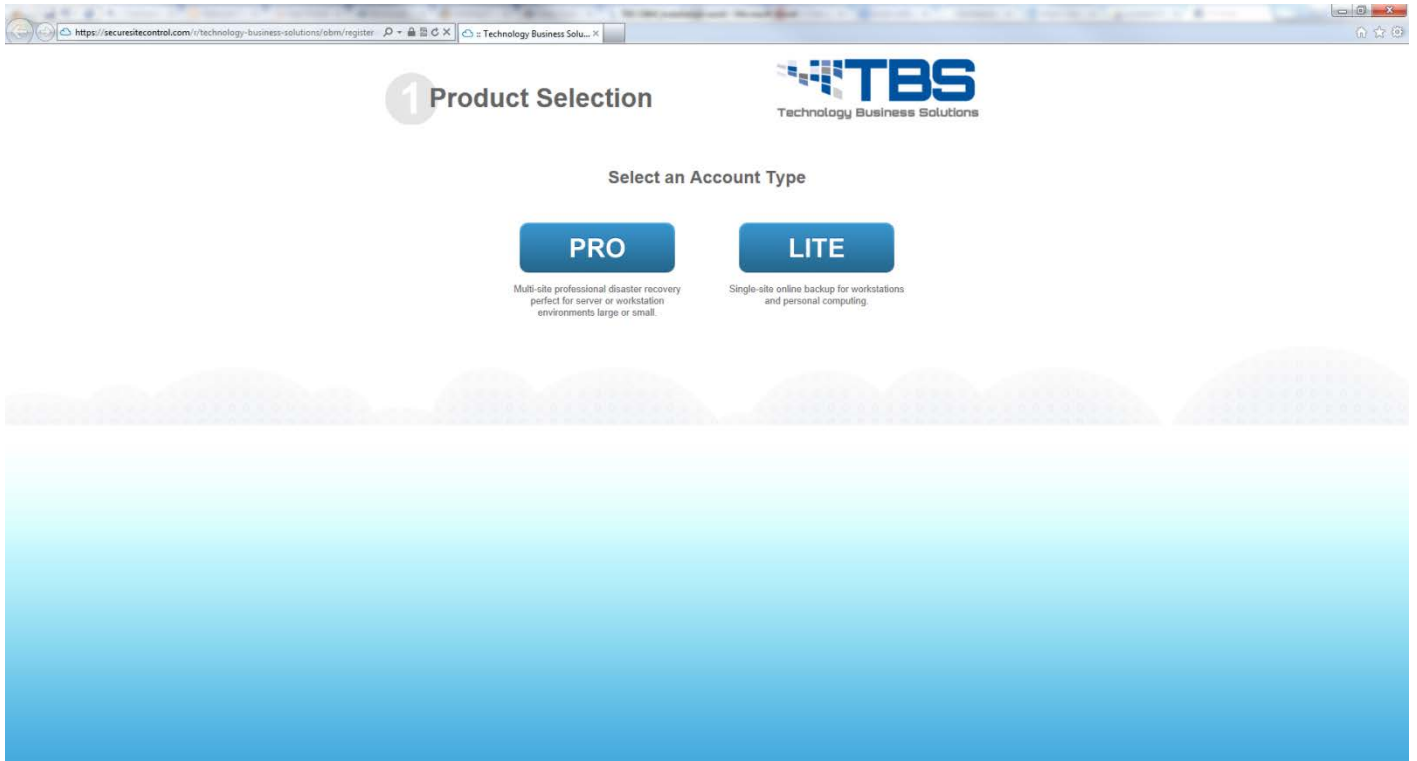 https://securesitecontrol.com/r/technology-business-solutions/obm/register
:: Technology Business Solu...
1 Product Selection
TBS
Technology Business Solutions
Select an Account Type
PRO
LITE
Multi-site professional disaster recovery
perfect for server or workstation
environments large or small.
Single-site online backup for workstations
and personal computing.